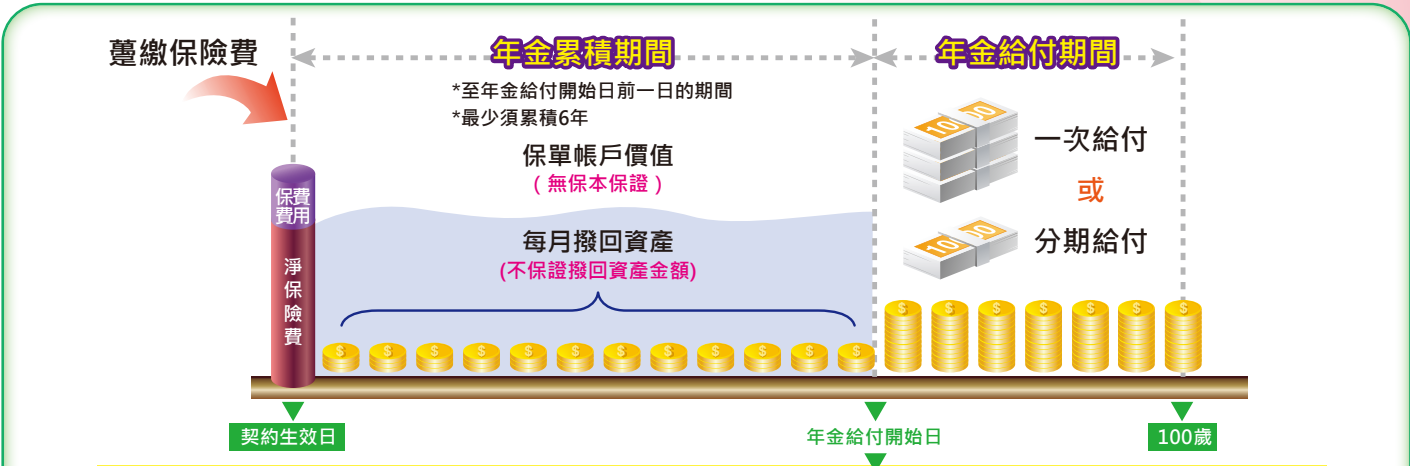 躉繳保險費
年金累積期間
年金給付期間
*至年金給付開始日前一日的期間
*最少須累積6年
保單帳戶價值
（無保本保證）
一次給付
或
分期給付
保費
費用
淨保險費
每月撥回資產
(不保證撥回資產金額)
契約生效日
年金給付開始日
100歲